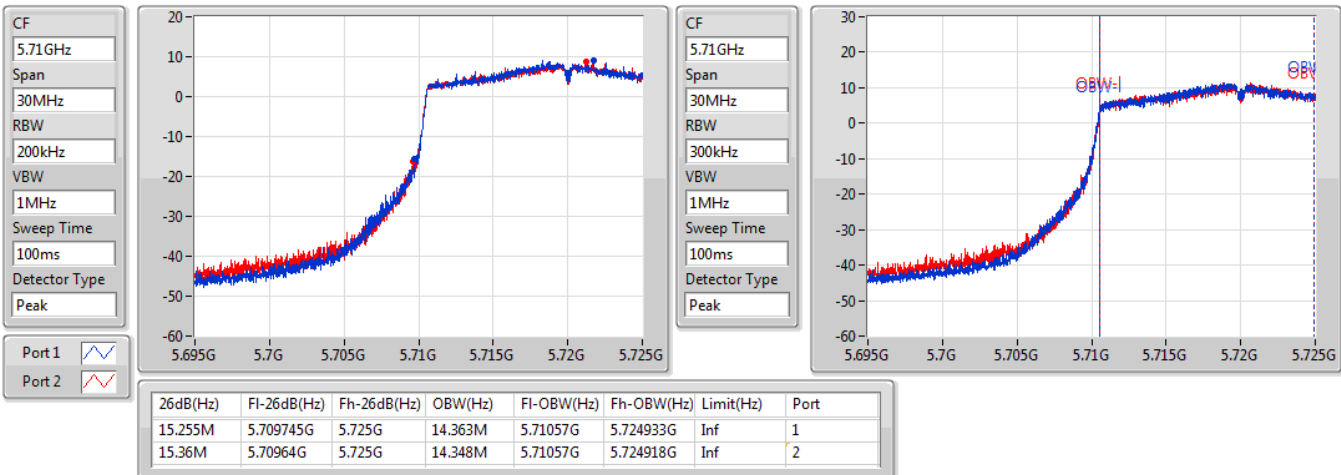 CF
5.71GHz
Span
30MHz
RBW
200kHz
VBW
1MHz
Sweep Time
100ms
Detector Type
Peak
Port 1
Port 2
20
10
0
-10
-20
-30
-40
-50
-60
5.695G 5.7G 5.705G 5.71G 5.715G 5.72G 5.725G
CF
5.71GHz
Span
30MHz
RBW
300kHz
VBW
1MHz
Sweep Time
100ms
Detector Type
Peak
30
20
10
0
-10
-20
-30
-40
-50
-60
OBW-l
5.695G 5.7G 5.705G 5.71G 5.715G 5.72G 5.725G
26dB(Hz) Fl-26dB(Hz) Fh-26dB(Hz) OBW(Hz) Fl-OBW(Hz) Fh-OBW(Hz) Limit(Hz) Port
15.255M 5.709745G 5.725G 14.363M 5.71057G 5.724933G Inf 1
15.36M 5.70964G 5.725G 14.348M 5.71057G 5.724918G Inf 2